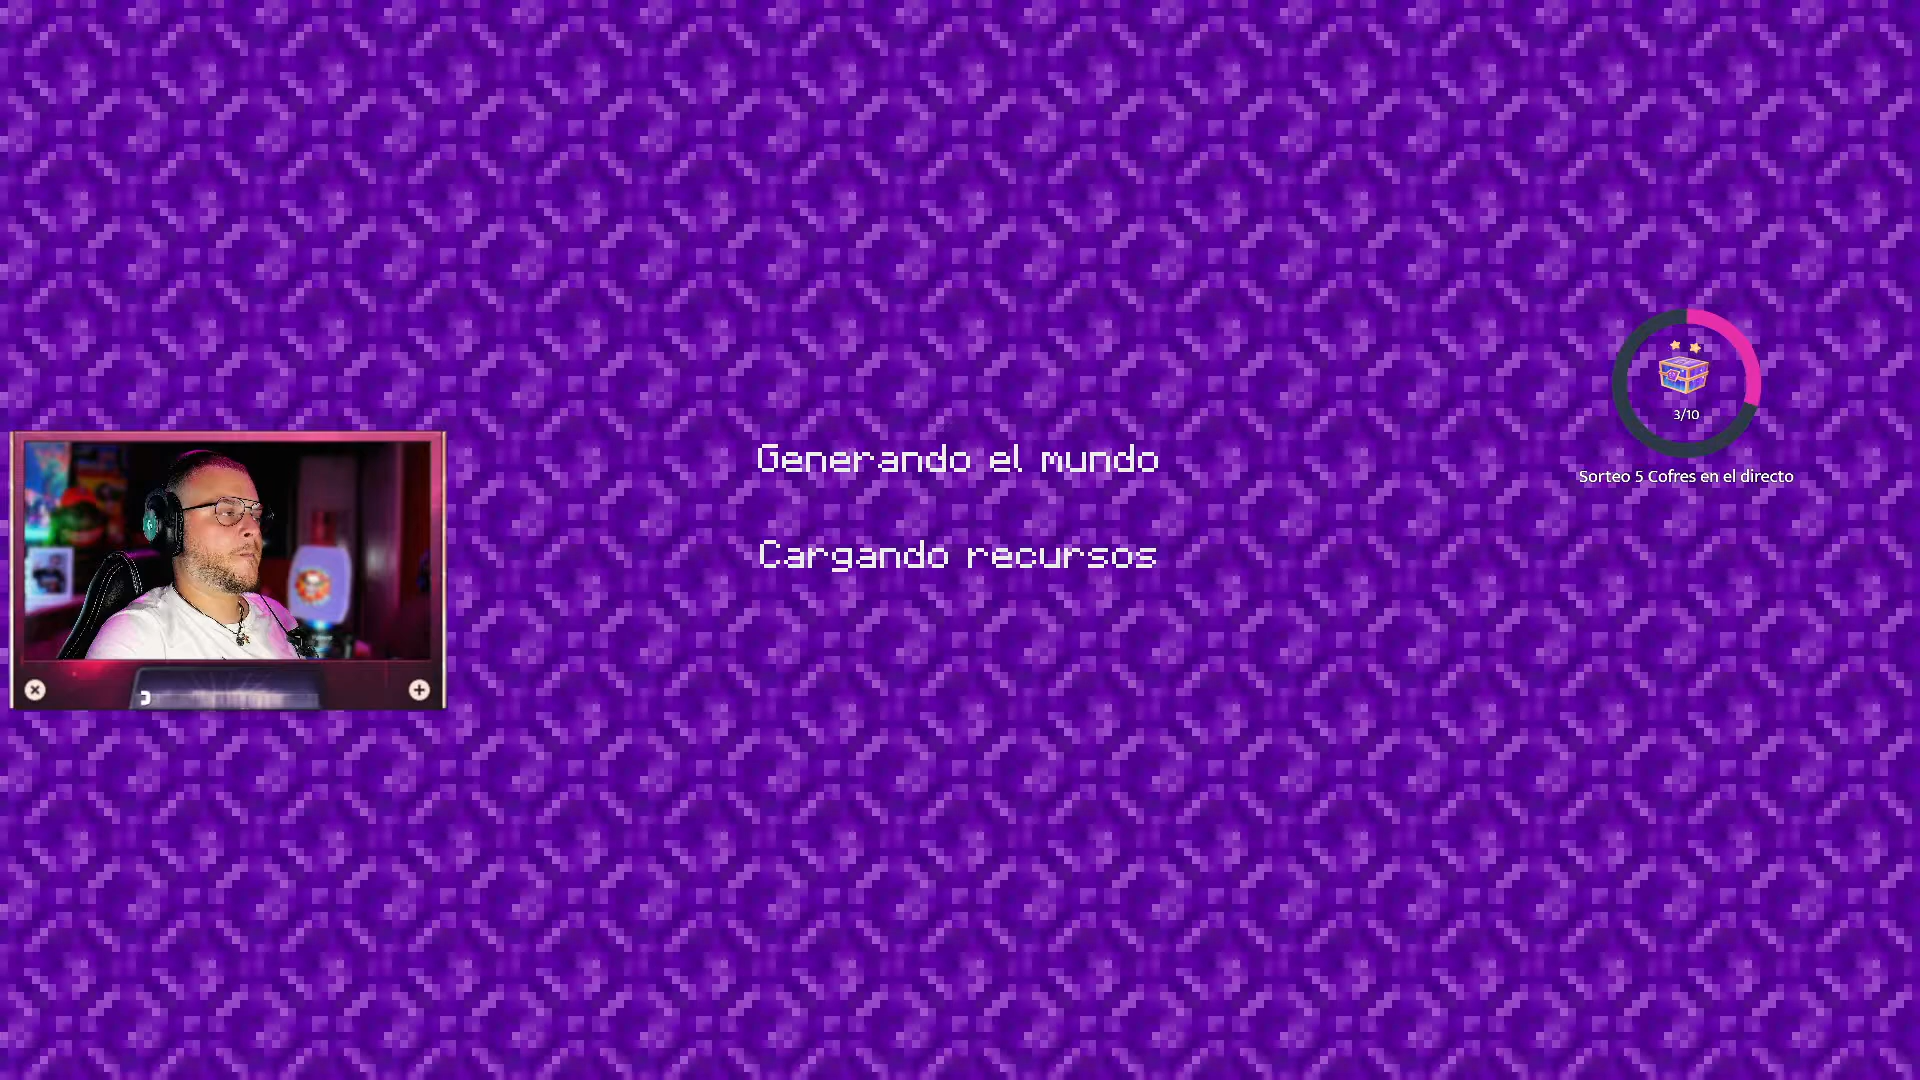 Generando el mundo
Cargando recursos
3/10
Sorteo 5 Cofres en el directo